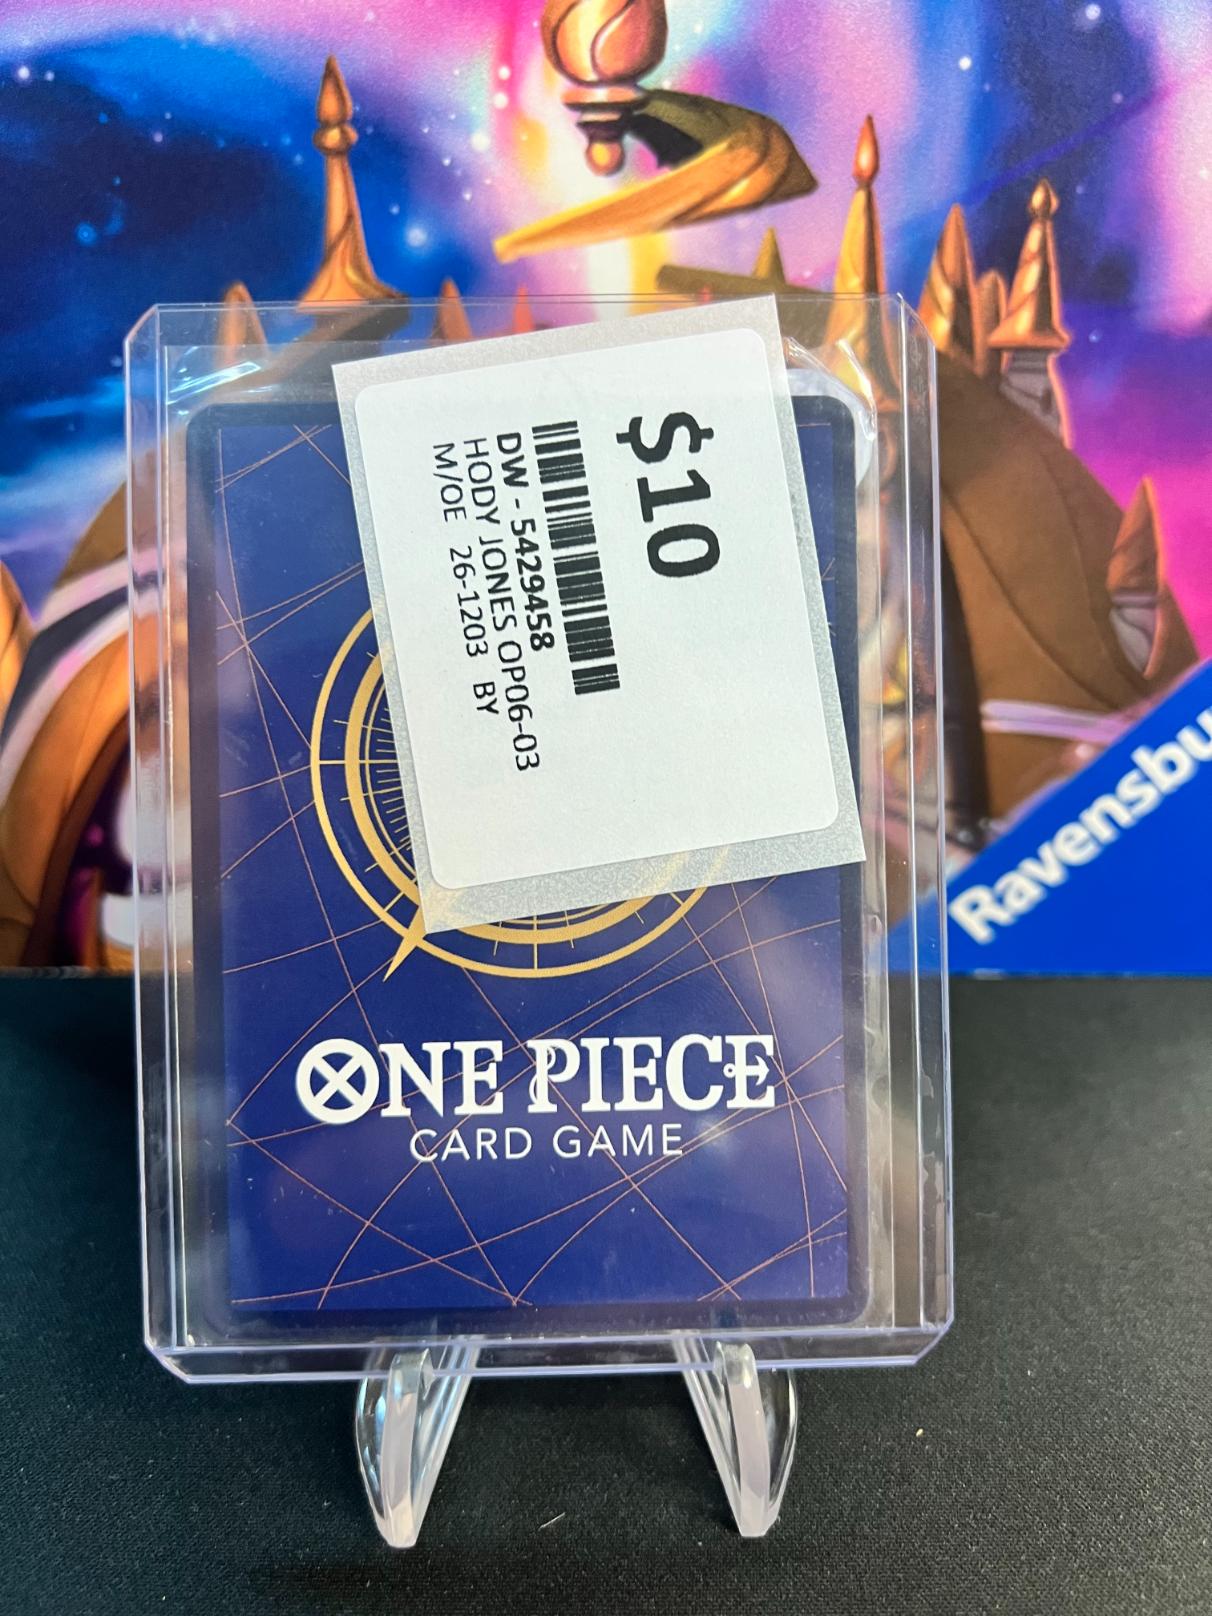 $10
DW - 5429458
HODY JONES OP06-03
M/OE 26-1203 BY
ONE PIECE
CARD GAME
Ravensbu